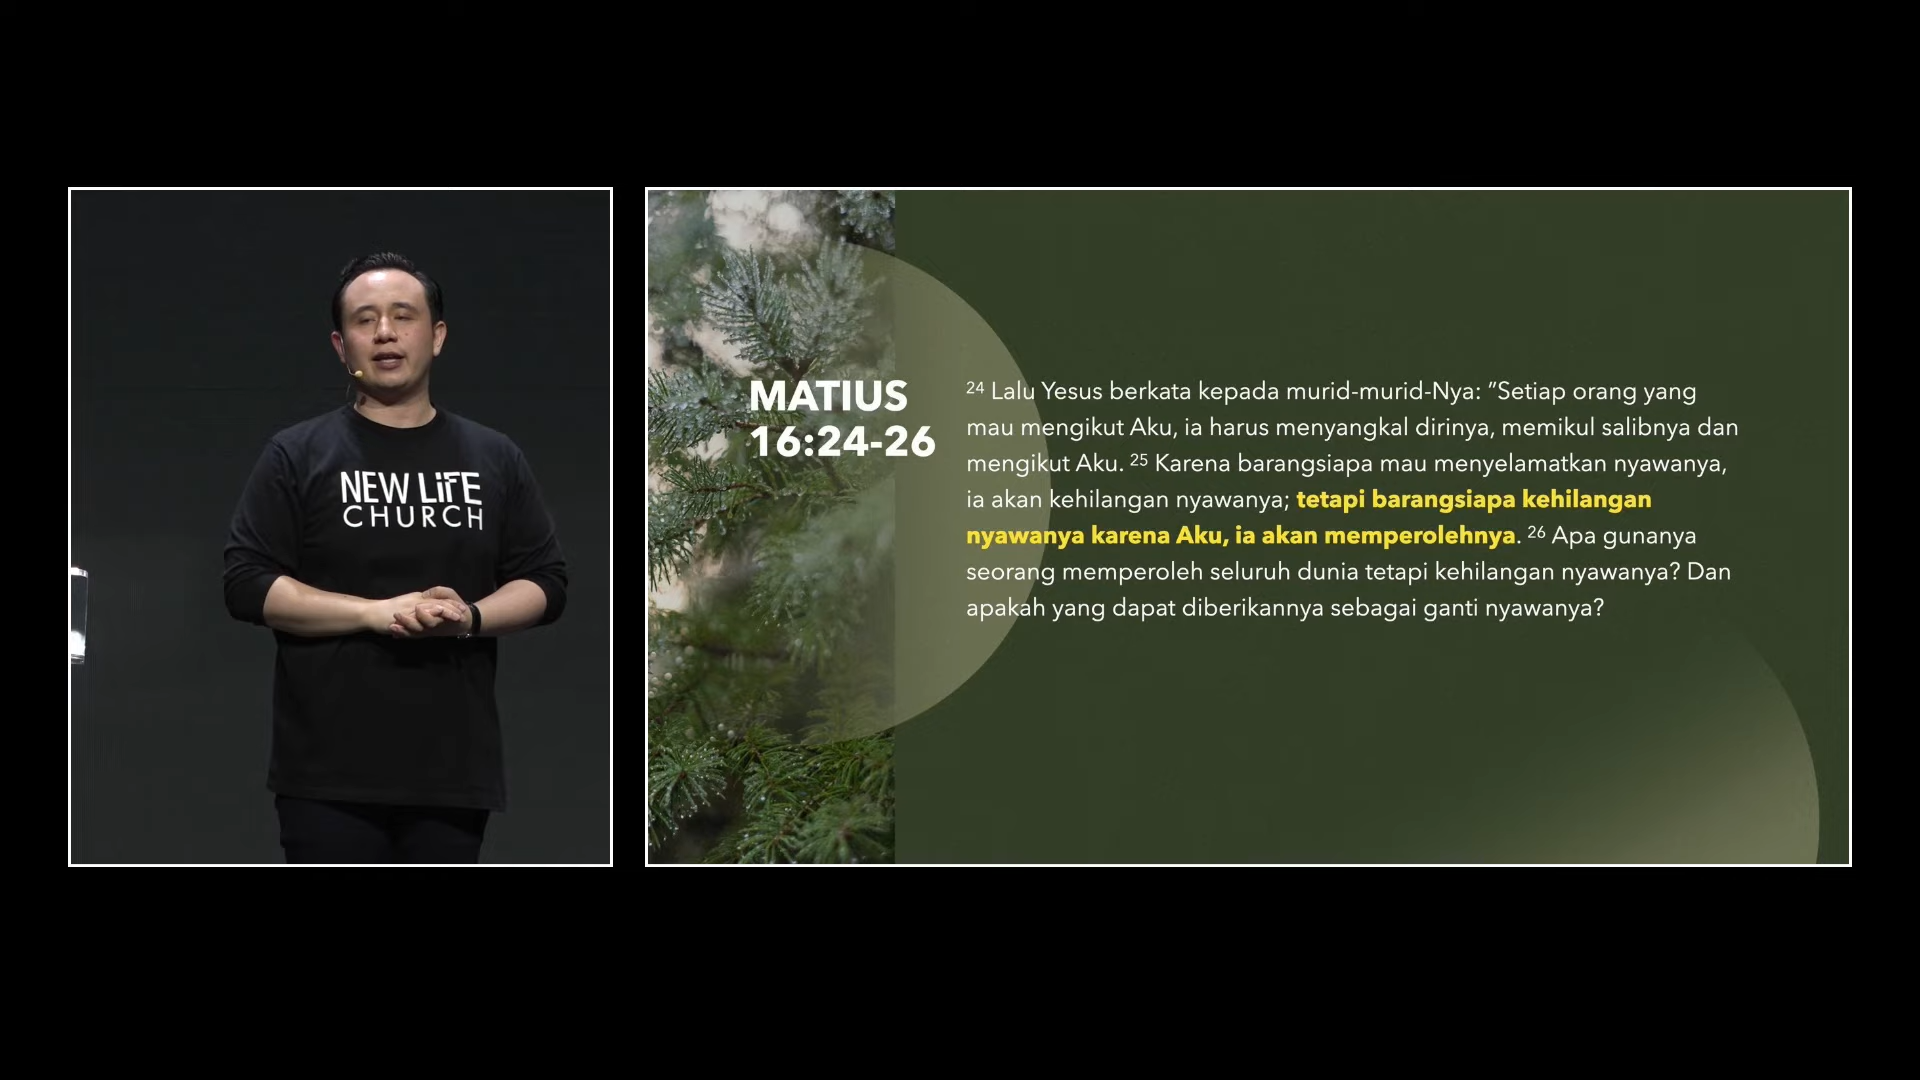 NEW LiFE
CHURCH
MATIUS
16:24-26
24 Lalu Yesus berkata kepada murid-murid-Nya: ”Setiap orang yang
mau mengikut Aku, ia harus menyangkal dirinya, memikul salibnya dan
mengikut Aku. 25 Karena barangsiapa mau menyelamatkan nyawanya,
ia akan kehilangan nyawanya; tetapi barangsiapa kehilangan
nyawanya karena Aku, ia akan memperolehnya. 26 Apa gunanya
seorang memperoleh seluruh dunia tetapi kehilangan nyawanya? Dan
apakah yang dapat diberikannya sebagai ganti nyawanya?